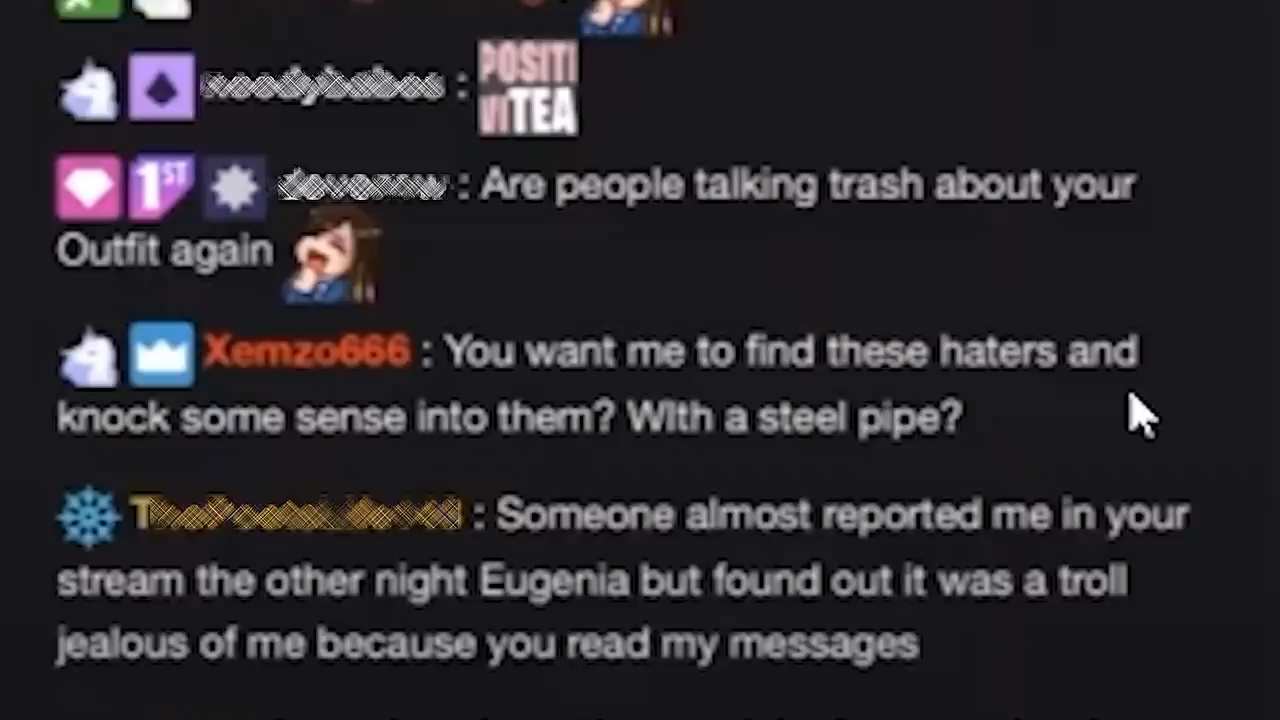 POSITI
VITEA
1ST : Are people talking trash about your
Outfit again
Xemzo666 : You want me to find these haters and
knock some sense into them? WIth a steel pipe?
: Someone almost reported me in your
stream the other night Eugenia but found out it was a troll
jealous of me because you read my messages